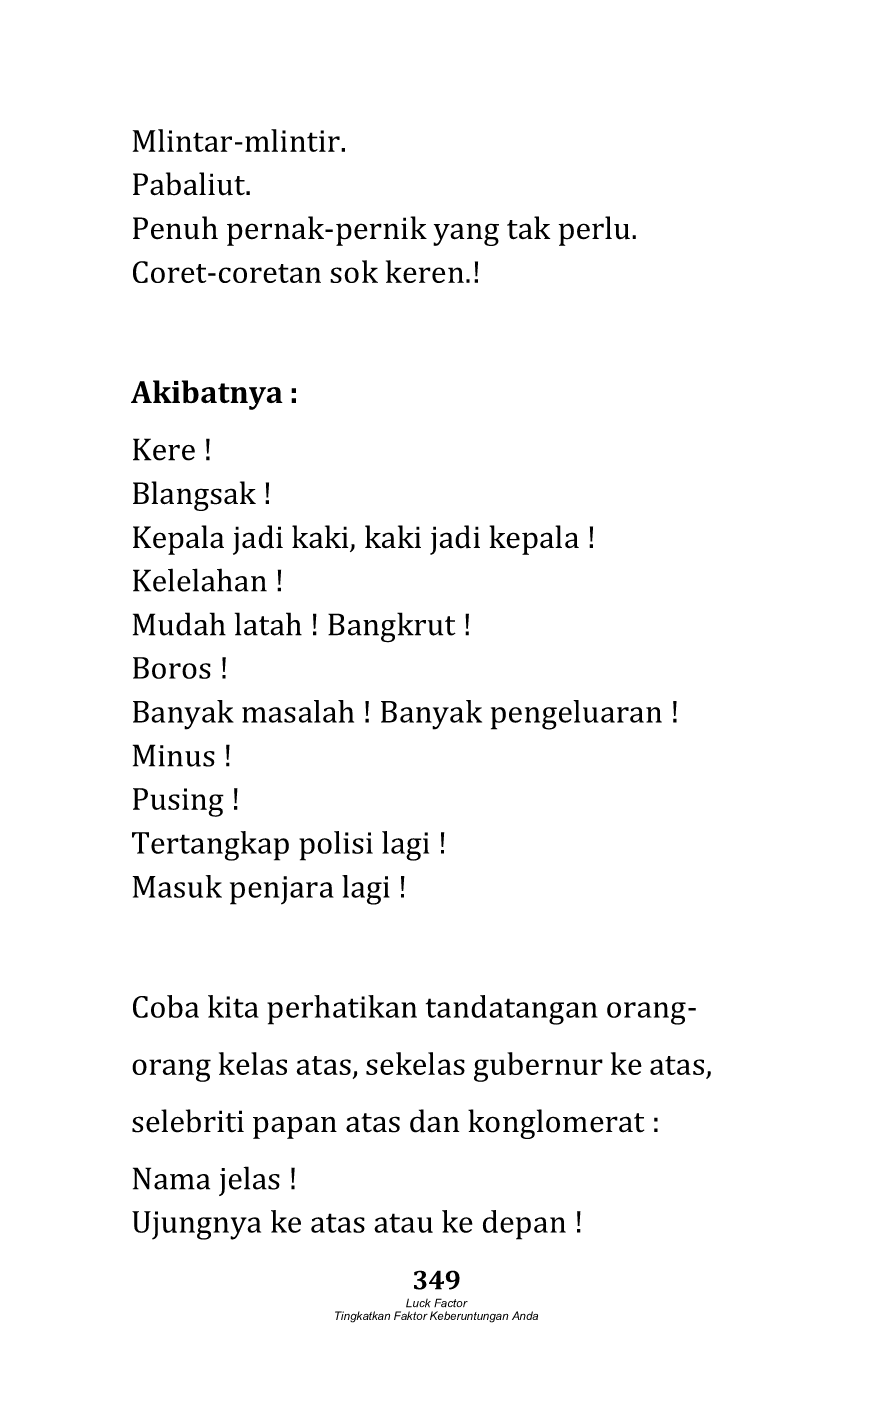 Mlintar-mlintir.
Pabaliut.
Penuh pernak-pernik yang tak perlu.
Coret-coretan sok keren.!
Akibatnya :
Kere !
Blangsak !
Kepala jadi kaki, kaki jadi kepala !
Kelelahan !
Mudah latah ! Bangkrut !
Boros !
Banyak masalah ! Banyak pengeluaran !
Minus !
Pusing !
Tertangkap polisi lagi !
Masuk penjara lagi !
Coba kita perhatikan tandatangan orang-
orang kelas atas, sekelas gubernur ke atas,
selebriti papan atas dan konglomerat :
Nama jelas !
Ujungnya ke atas atau ke depan !
349
Luck Factor
Tingkatkan Faktor Keberuntungan Anda